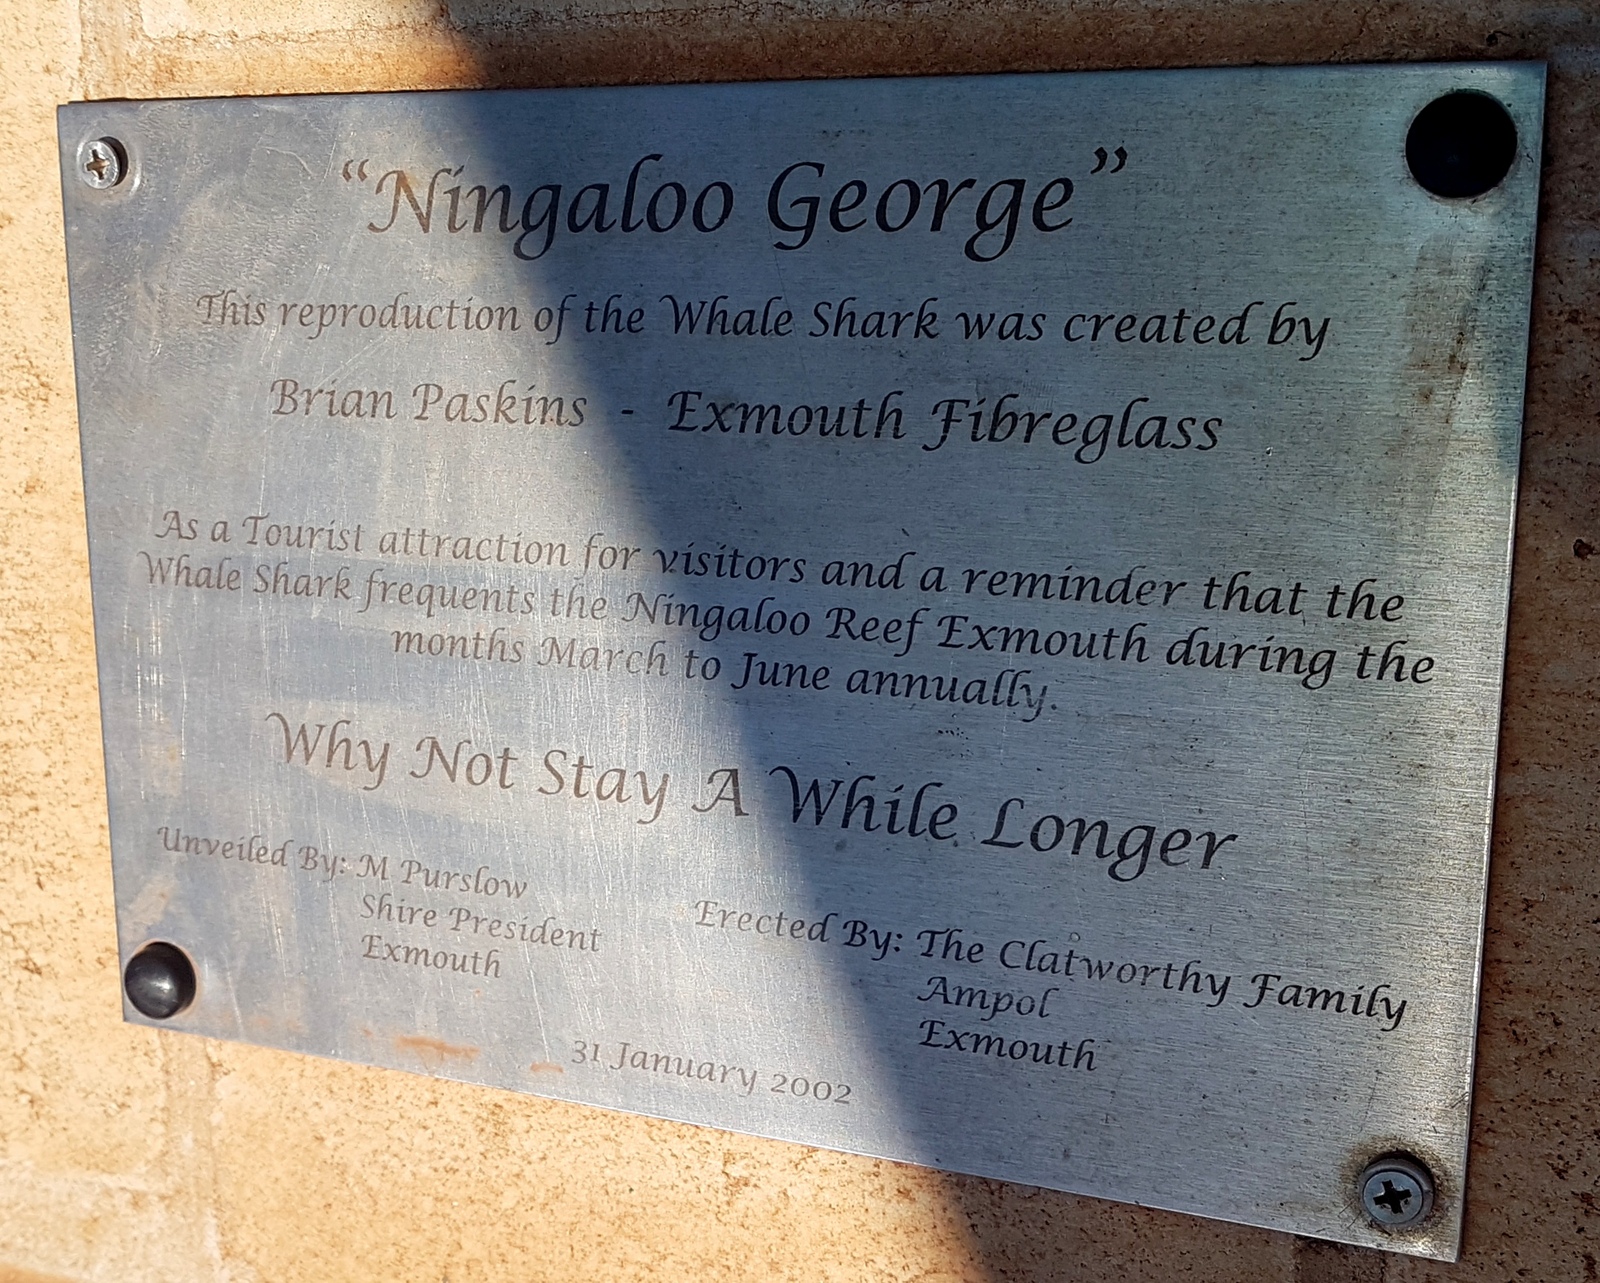 “Ningaloo George”
This reproduction of the Whale Shark was created by
Brian Paskins - Exmouth Fibreglass
As a Tourist attraction for visitors and a reminder that the
Whale Shark frequents the Ningaloo Reef Exmouth during the
months March to June annually.
Why Not Stay A While Longer
Unveiled By: M Purslow
Shire President
Exmouth
Erected By: The Clatworthy Family
Ampol
Exmouth
31 January 2002